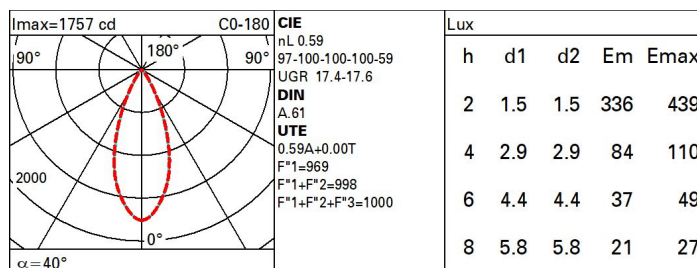 Imax=1757 cd C0-180
90° 180° 90°
2000
0°
α=40°
CIE
nL 0.59
97-100-100-100-59
UGR 17.4-17.6
DIN
A.61
UTE
0.59A+0.00T
F"1=969
F"1+F"2=998
F"1+F"2+F"3=1000
Lux
h d1 d2 Em Emax
2 1.5 1.5 336 439
4 2.9 2.9 84 110
6 4.4 4.4 37 49
8 5.8 5.8 21 27